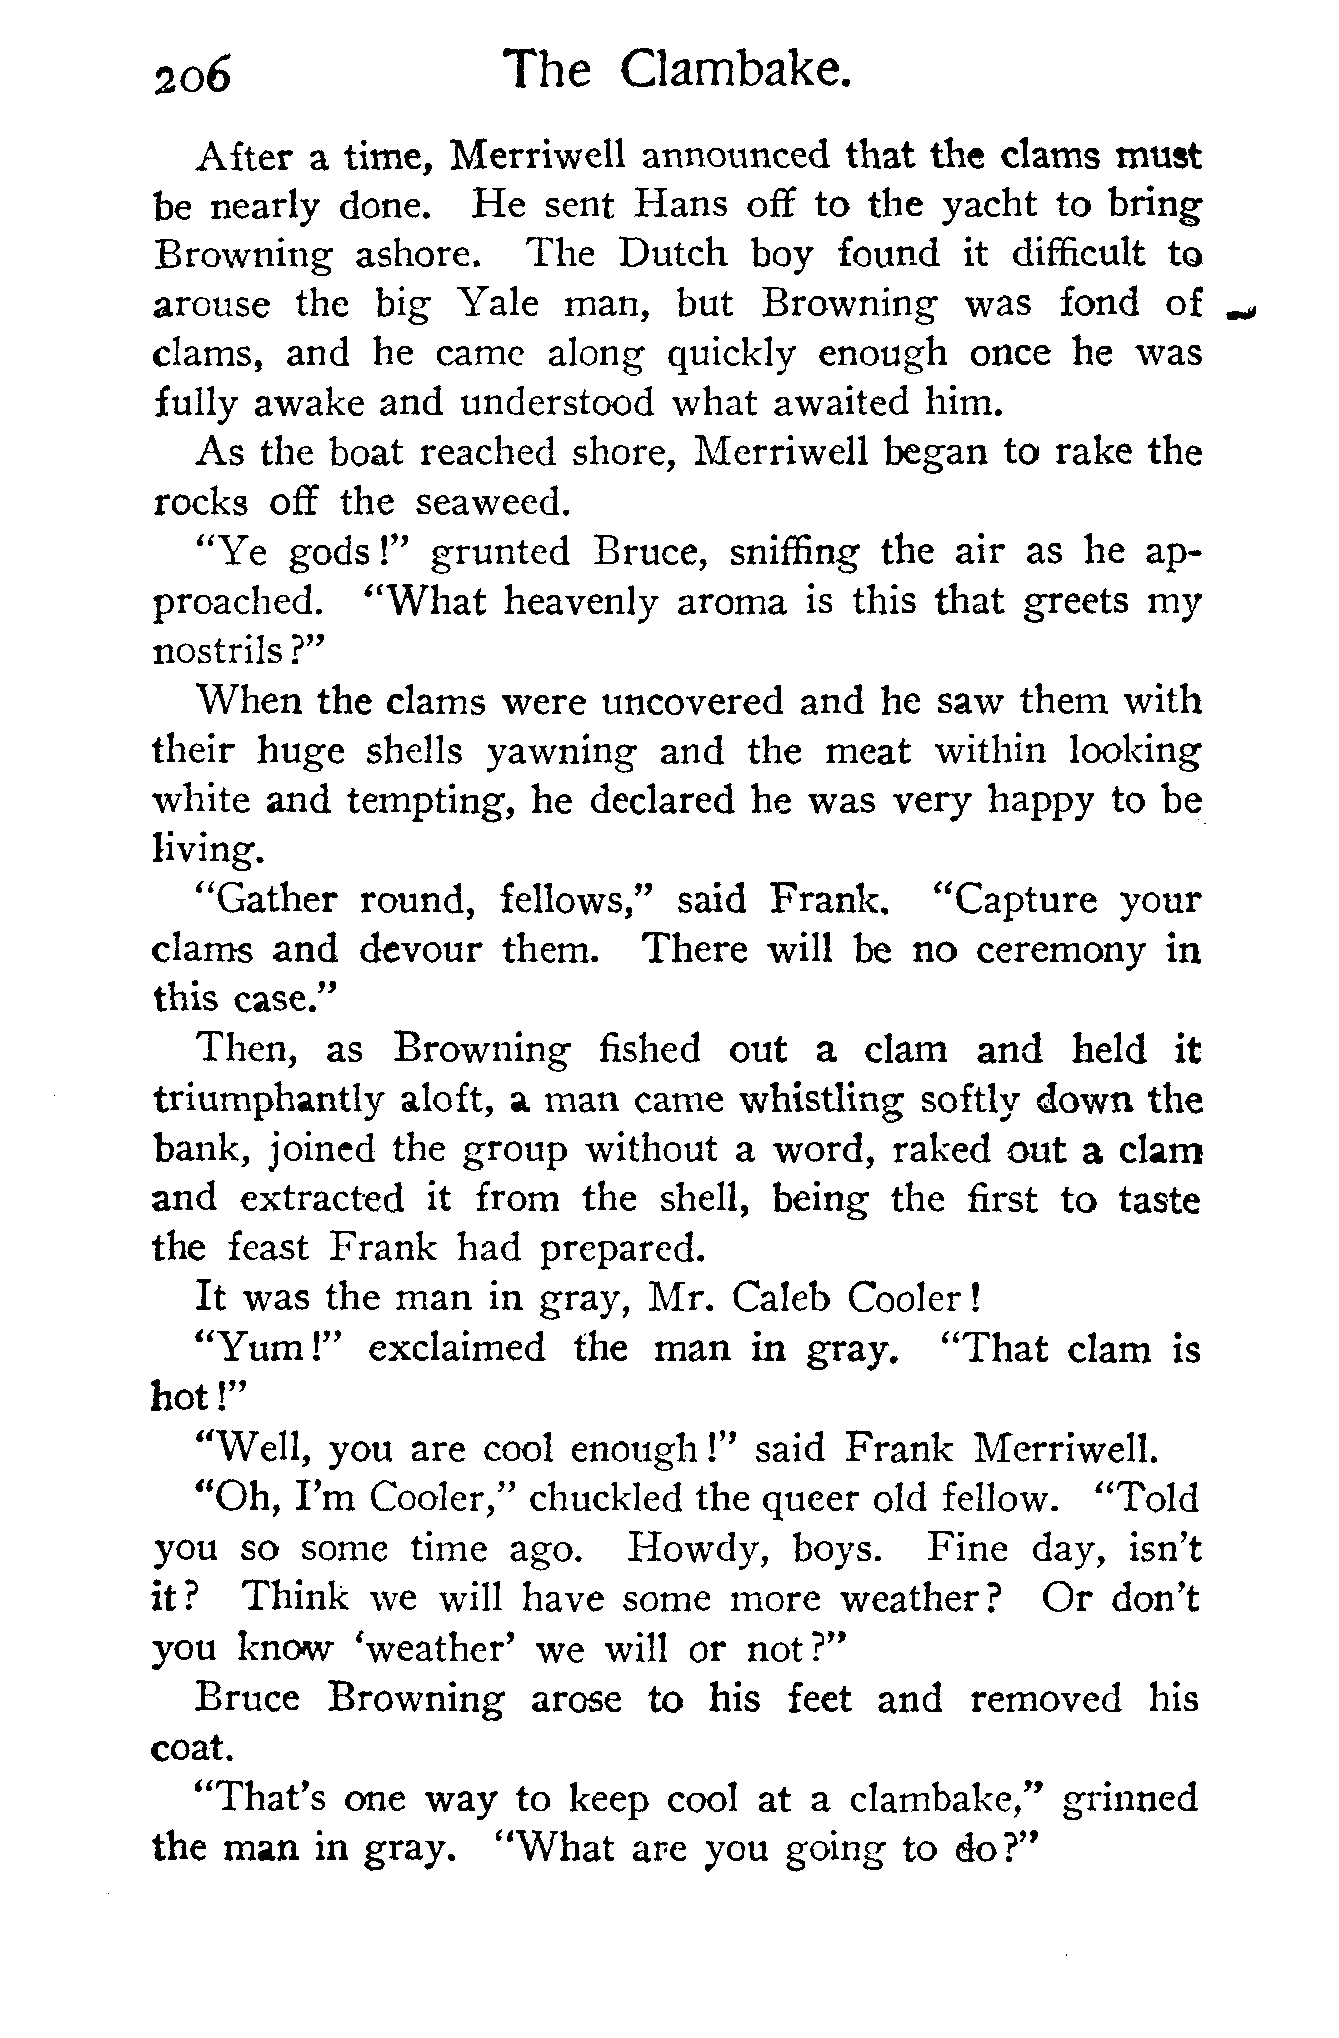 206 The Clambake.
After a time, Merriwell announced that the clams must
be nearly done. He sent Hans off to the yacht to bring
Browning ashore. The Dutch boy found it difficult to
arouse the big Yale man, but Browning was fond of
clams, and he came along quickly enough once he was
fully awake and understood what awaited him.
As the boat reached shore, Merriwell began to rake the
rocks off the seaweed.
"Ye gods!" grunted Bruce, sniffing the air as he ap-
proached. "What heavenly aroma is this that greets my
nostrils?"
When the clams were uncovered and he saw them with
their huge shells yawning and the meat within looking
white and tempting, he declared he was very happy to be
living.
"Gather round, fellows," said Frank. "Capture your
clams and devour them. There will be no ceremony in
this case."
Then, as Browning fished out a clam and held it
triumphantly aloft, a man came whistling softly down the
bank, joined the group without a word, raked out a clam
and extracted it from the shell, being the first to taste
the feast Frank had prepared.
It was the man in gray, Mr. Caleb Cooler!
"Yum!" exclaimed the man in gray. "That clam is
hot!"
"Well, you are cool enough!" said Frank Merriwell.
"Oh, I'm Cooler," chuckled the queer old fellow. "Told
you so some time ago. Howdy, boys. Fine day, isn't
it? Think we will have some more weather? Or don't
you know 'weather' we will or not?"
Bruce Browning arose to his feet and removed his
coat.
"That's one way to keep cool at a clambake," grinned
the man in gray. "What are you going to do?"